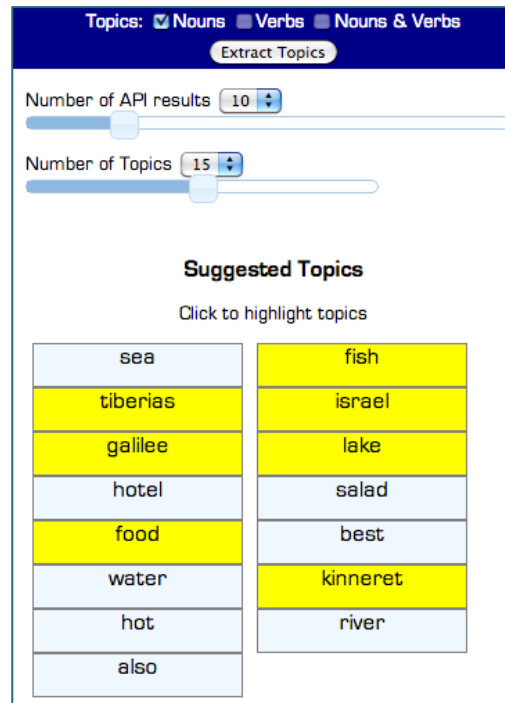 Topics: Nouns Verbs Nouns & Verbs
Extract Topics
Number of API results 10
Number of Topics 15
Suggested Topics
Click to highlight topics
sea fish
tiberias israel
galilee lake
hotel salad
food best
water kinneret
hot river
also